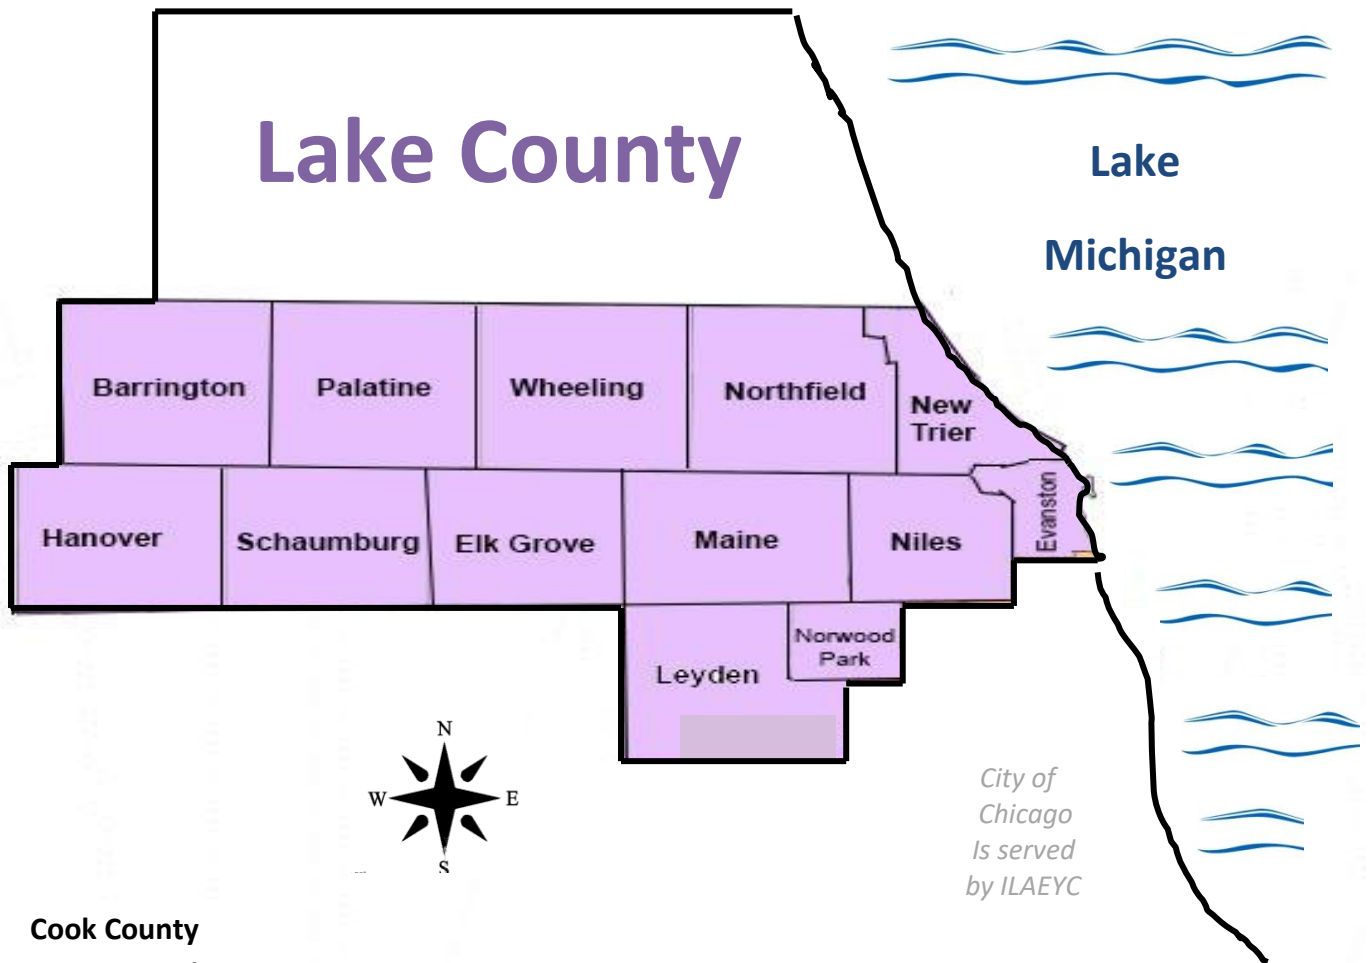 Lake County
Lake
Michigan
Barrington
Palatine
Wheeling
Northfield
New
Trier
Hanover
Schaumburg
Elk Grove
Maine
Niles
Evanston
Norwood
Park
Leyden
N
W
E
S
City of
Chicago
Is served
by ILAEYC
Cook County